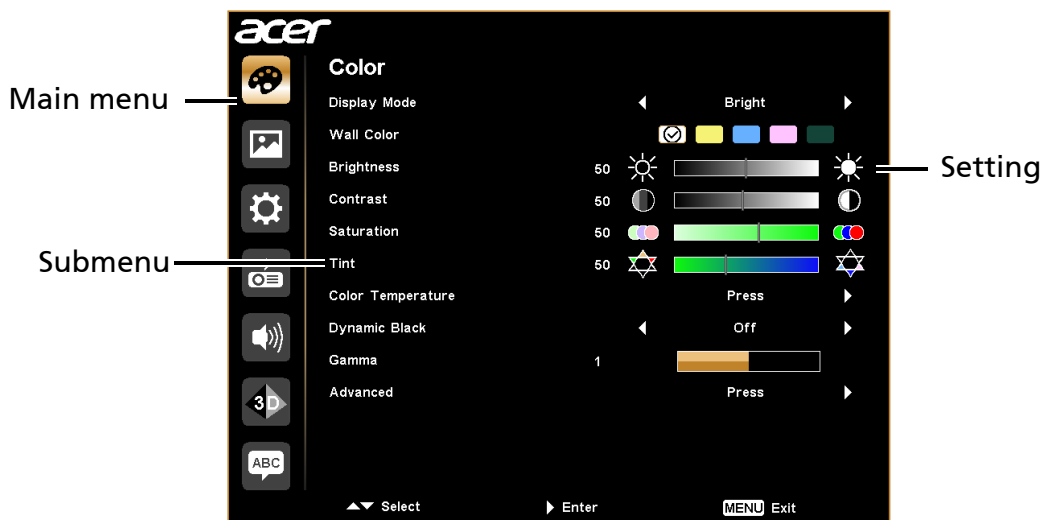 acer
Color
Main menu
Display Mode Bright
Wall Color
Brightness 50
Setting
Contrast 50
Saturation 50
Submenu
Tint 50
Color Temperature Press
Dynamic Black Off
Gamma 1
Advanced Press
3D
ABC
Select Enter MENU Exit